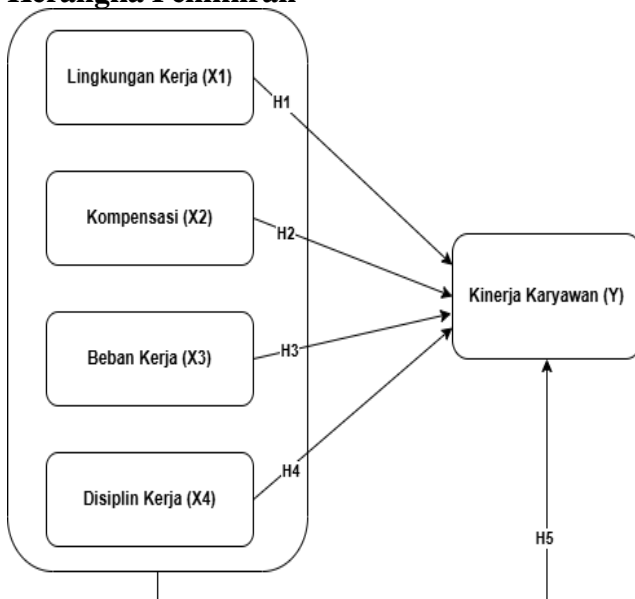 Kerangka Pemikiran
Lingkungan Kerja (X1)
H1
Kompensasi (X2)
H2
Kinerja Karyawan (Y)
Beban Kerja (X3)
H3
H4
Disiplin Kerja (X4)
H5